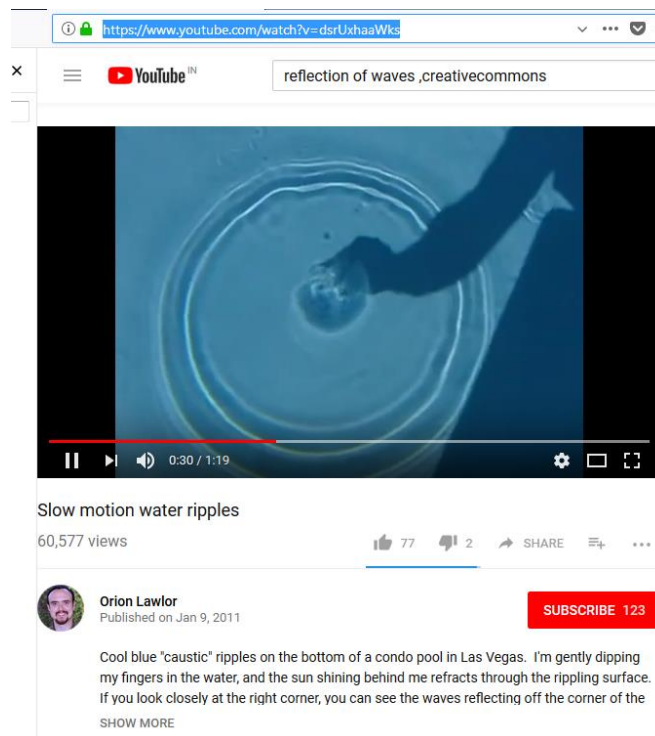 https://www.youtube.com/watch?v=dsrUxhaaWks
YouTube IN
reflection of waves ,creativecommons
0:30 / 1:19
Slow motion water ripples
60,577 views
77 2 SHARE
Orion Lawlor
Published on Jan 9, 2011
SUBSCRIBE 123
Cool blue "caustic" ripples on the bottom of a condo pool in Las Vegas. I'm gently dipping
my fingers in the water, and the sun shining behind me refracts through the rippling surface.
If you look closely at the right corner, you can see the waves reflecting off the corner of the
SHOW MORE